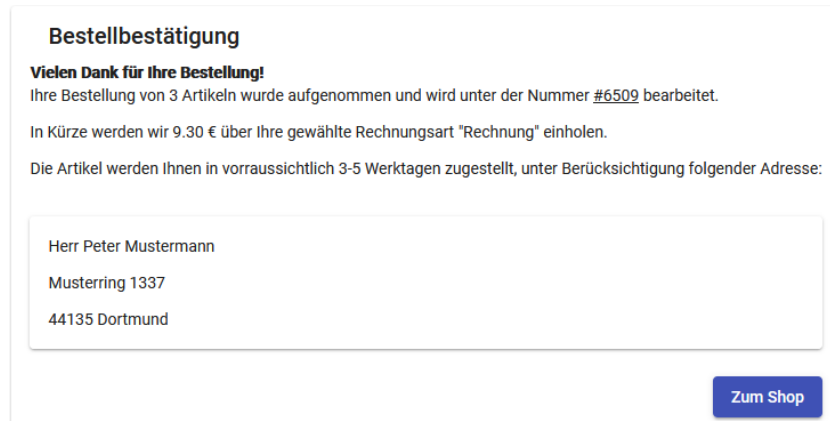 Bestellbestätigung
Vielen Dank für Ihre Bestellung!
Ihre Bestellung von 3 Artikeln wurde aufgenommen und wird unter der Nummer #6509 bearbeitet.
In Kürze werden wir 9.30 € über Ihre gewählte Rechnungsart "Rechnung" einholen.
Die Artikel werden Ihnen in vorraussichtlich 3-5 Werktagen zugestellt, unter Berücksichtigung folgender Adresse:
Herr Peter Mustermann
Musterring 1337
44135 Dortmund
Zum Shop